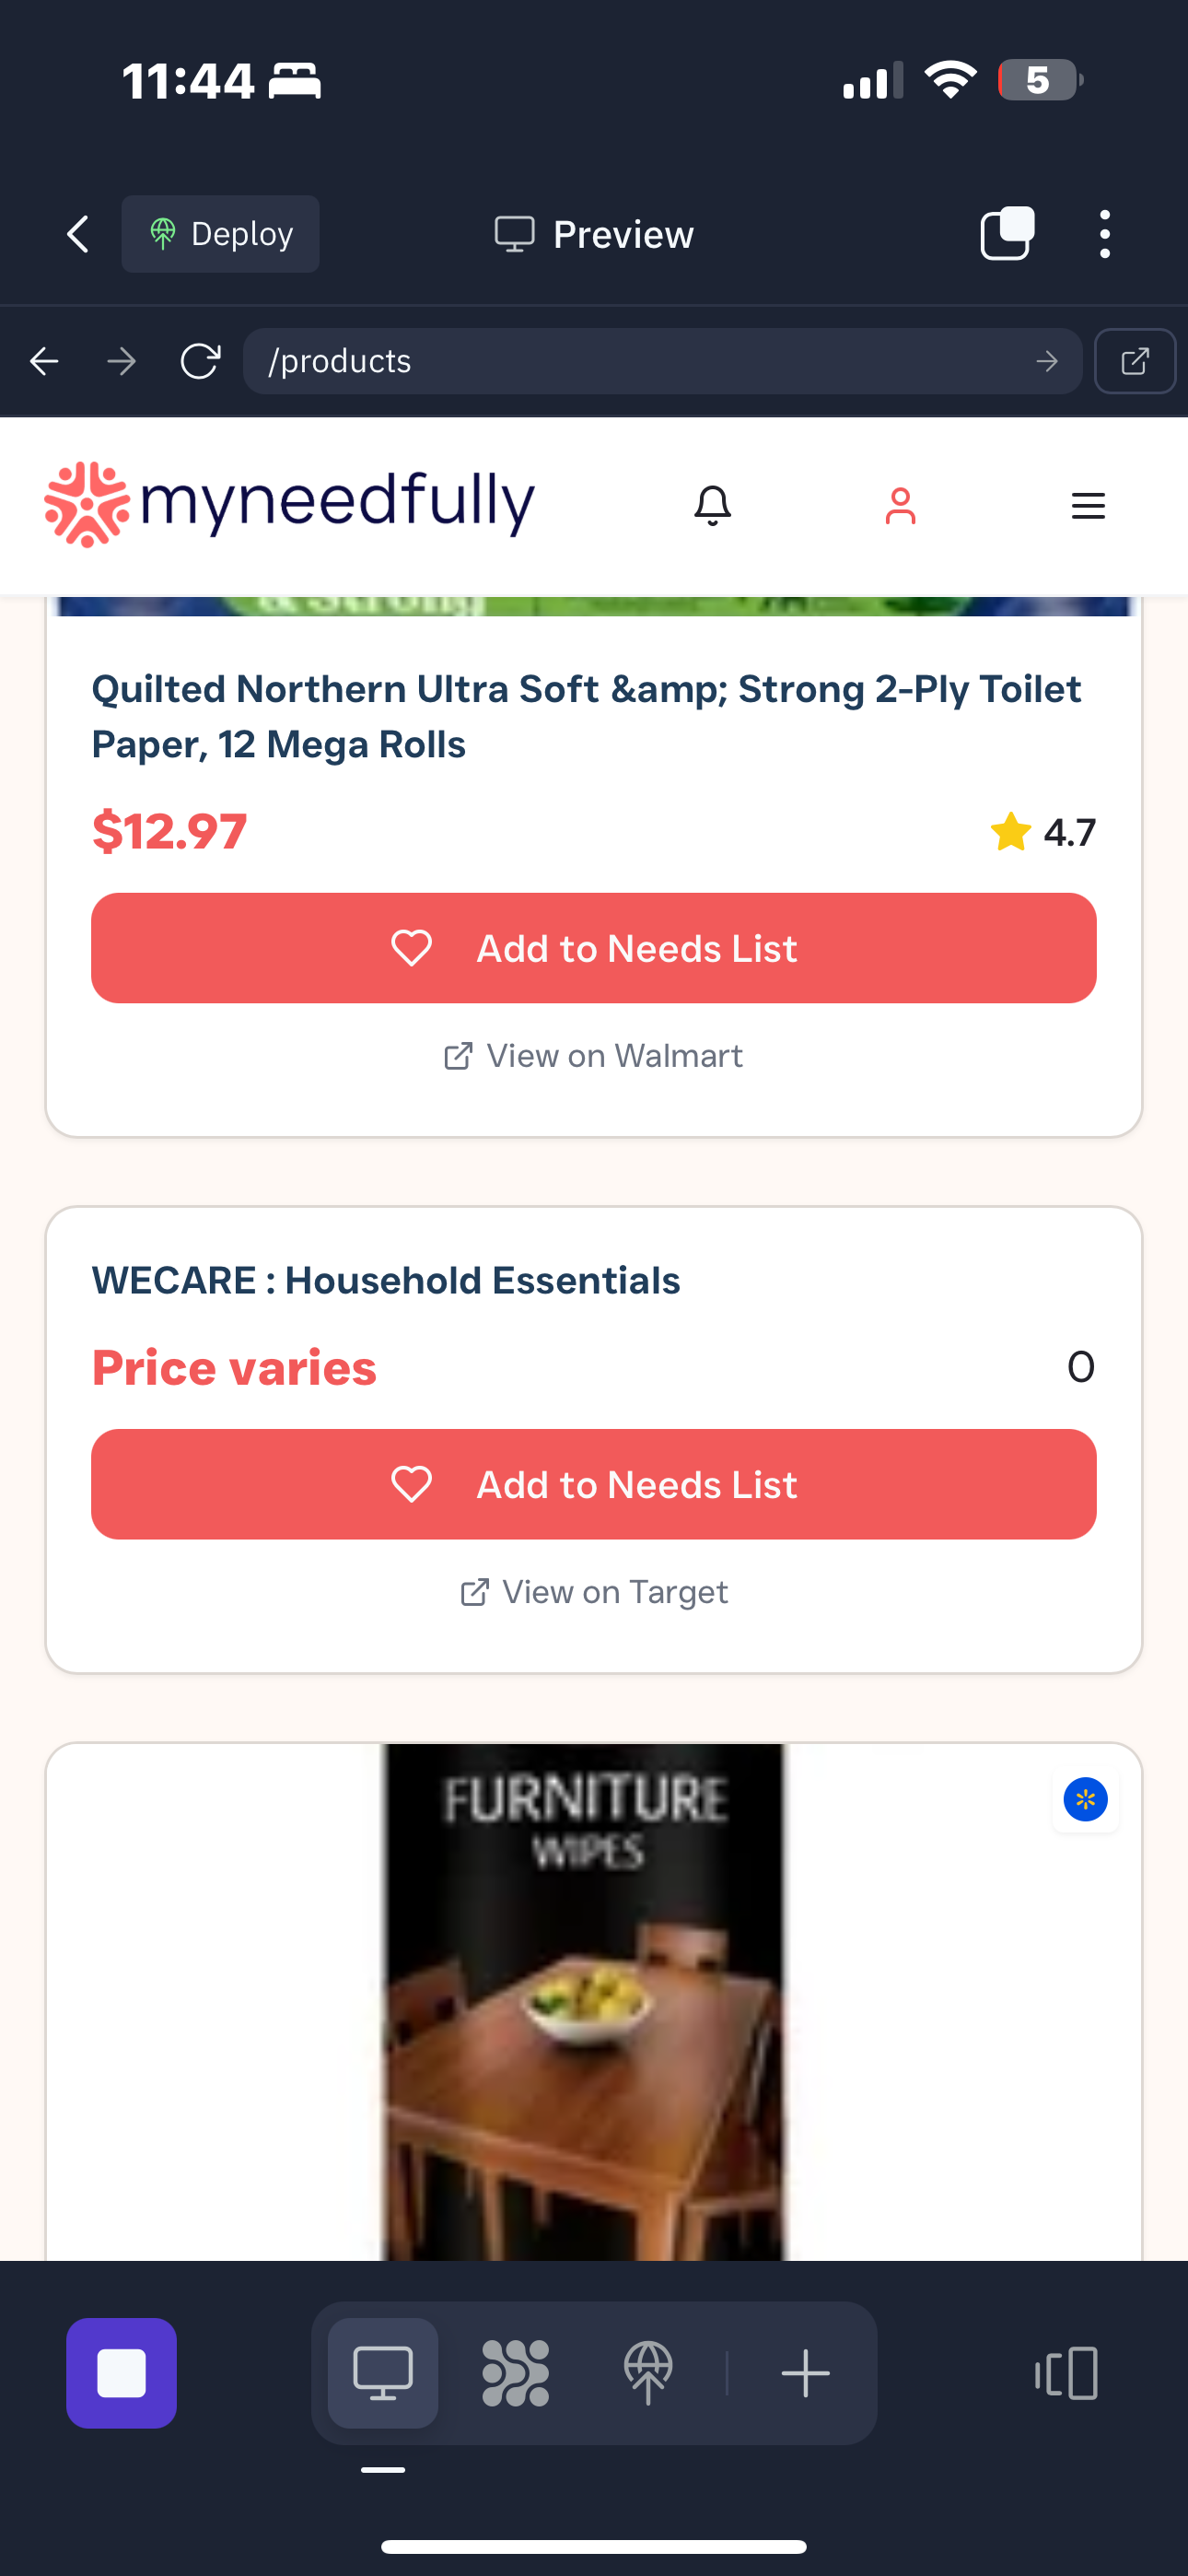 11:44
5
Deploy
Preview
/products
myneedfully
& Strong
Quilted Northern Ultra Soft &amp; Strong 2-Ply Toilet
Paper, 12 Mega Rolls
$12.97
4.7
Add to Needs List
View on Walmart
WECARE : Household Essentials
Price varies
0
Add to Needs List
View on Target
FURNITURE
WIPES